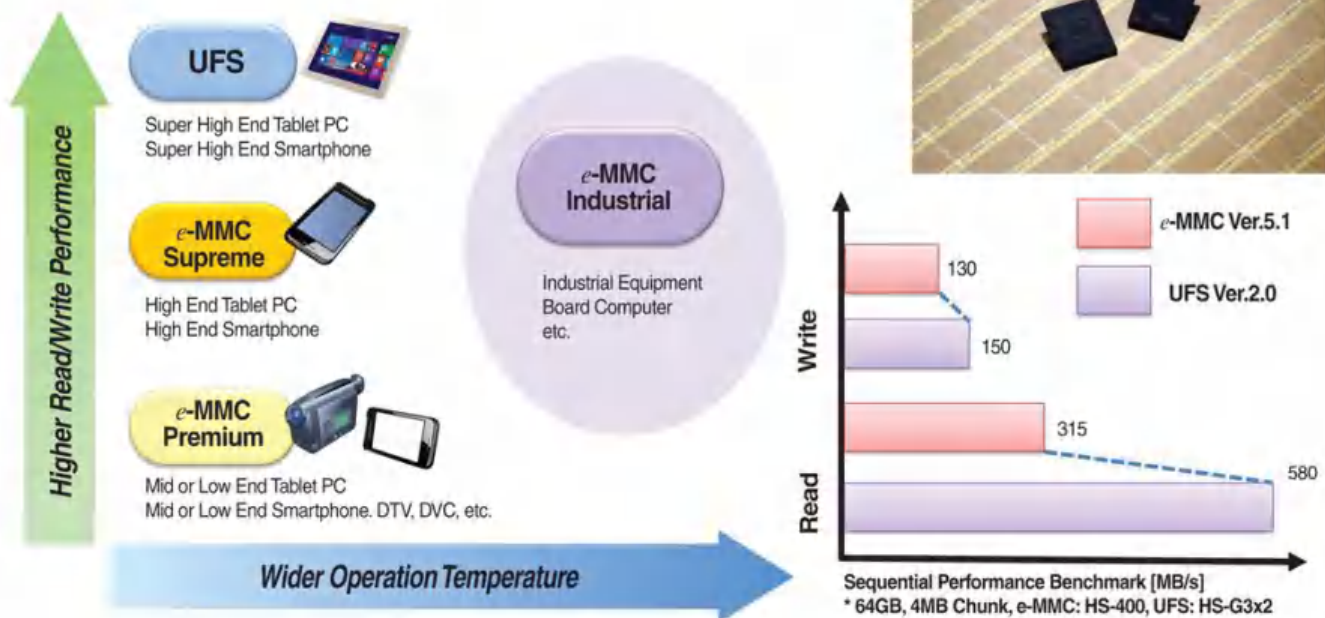 Higher Read/Write Performance
UFS
Super High End Tablet PC
Super High End Smartphone
e-MMC
Supreme
High End Tablet PC
High End Smartphone
e-MMC
Premium
Mid or Low End Tablet PC
Mid or Low End Smartphone. DTV, DVC, etc.
e-MMC
Industrial
Industrial Equipment
Board Computer
etc.
Wider Operation Temperature
e-MMC Ver.5.1
UFS Ver.2.0
Write
130
150
Read
315
580
Sequential Performance Benchmark [MB/s]
* 64GB, 4MB Chunk, e-MMC: HS-400, UFS: HS-G3x2